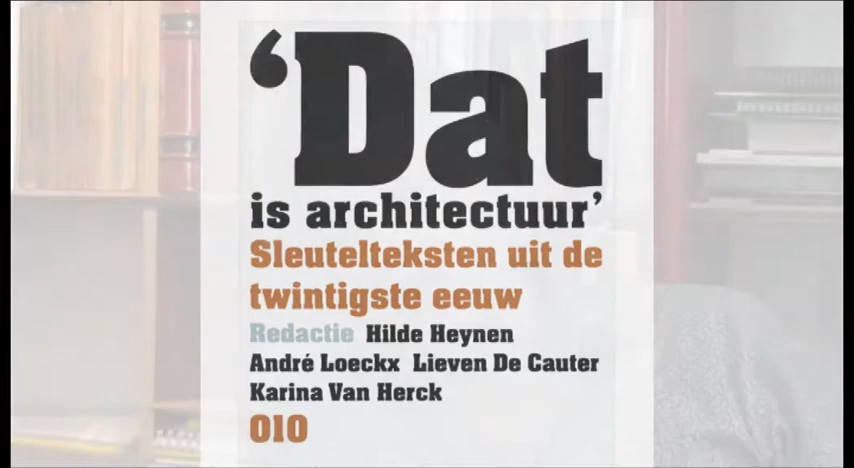 ‘Dat
is architectuur’
Sleutelteksten uit de
twintigste eeuw
Redactie Hilde Heynen
André Loeckx Lieven De Cauter
Karina Van Herck
010